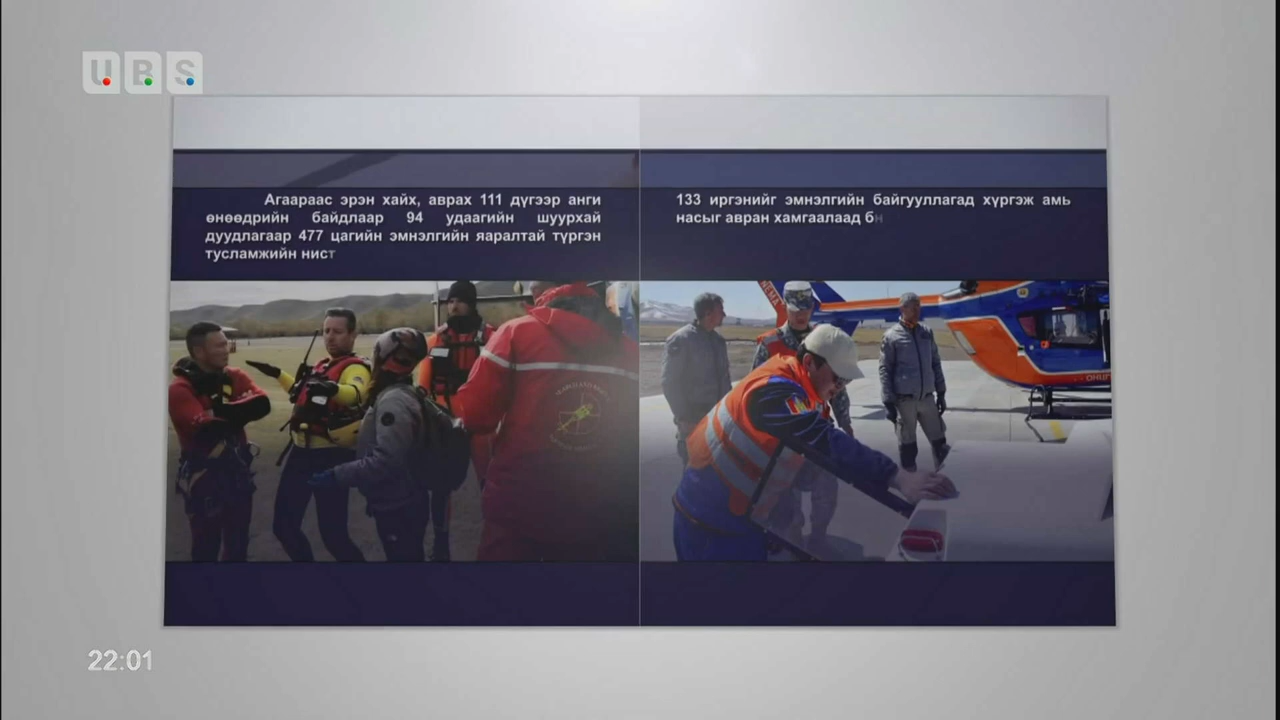 UBS
Агаараас эрэн хайх, аврах 111 дүгээр анги
өнөөдрийн байдлаар 94 удаагийн шуурхай
дуудлагаар 477 цагийн эмнэлгийн яаралтай түргэн
тусламжийн нист
133 иргэнийг эмнэлгийн байгууллагад хүргэж амь
насыг авран хамгаалаад б
NEMA
22:01